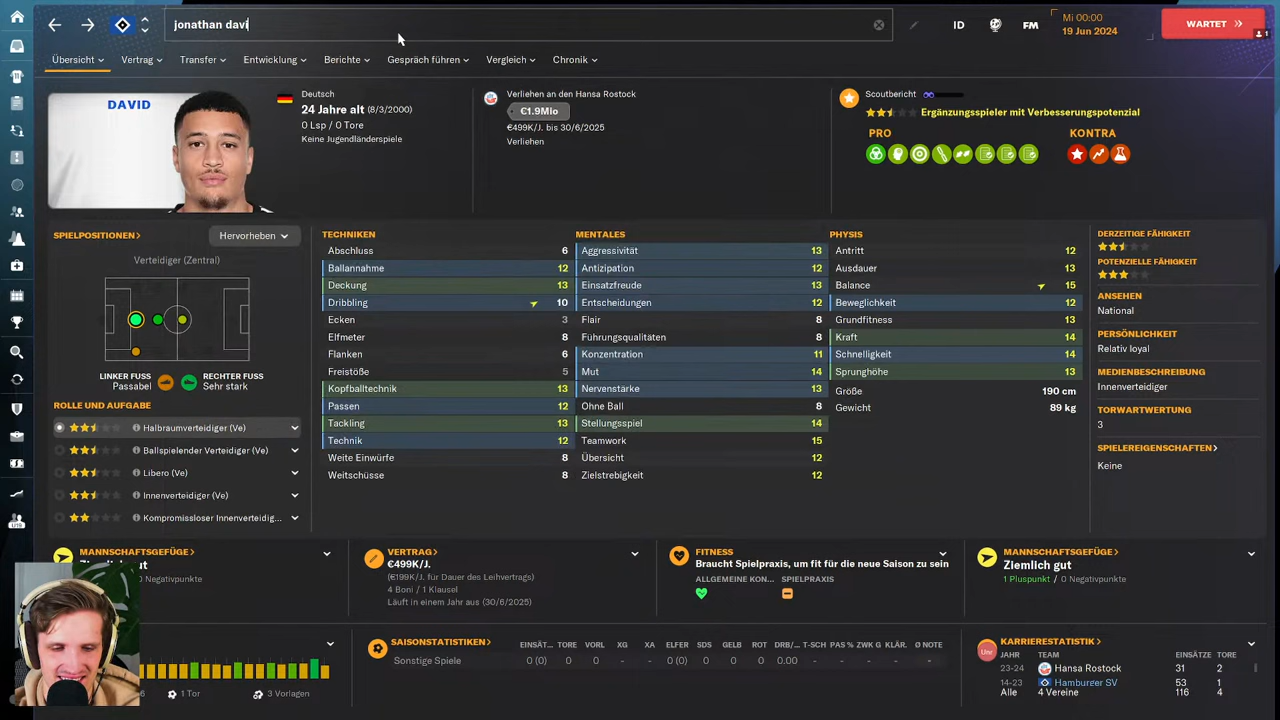 jonathan davi
ID
FM
Mi 00:00
19 Jun 2024
WARTET
1
Übersicht
Vertrag
Transfer
Entwicklung
Berichte
Gespräch führen
Vergleich
Chronik
DAVID
Deutsch
24 Jahre alt (8/3/2000)
0 Lsp / 0 Tore
Keine Jugendländerspiele
Verliehen an den Hansa Rostock
€1.9Mio
€499K/J. bis 30/6/2025
Verliehen
Scoutbericht
Ergänzungsspieler mit Verbesserungspotenzial
PRO
KONTRA
SPIELPOSITIONEN
Hervorheben
Verteidiger (Zentral)
LINKER FUSS
Passabel
RECHTER FUSS
Sehr stark
ROLLE UND AUFGABE
Halbraumverteidiger (Ve)
Ballspielender Verteidiger (Ve)
Libero (Ve)
Innenverteidiger (Ve)
Kompromissloser Innenverteidig...
TECHNIKEN
Abschluss 6
Ballannahme 12
Deckung 13
Dribbling 10
Ecken 3
Elfmeter 8
Flanken 6
Freistöße 5
Kopfballtechnik 13
Passen 12
Tackling 13
Technik 12
Weite Einwürfe 8
Weitschüsse 8
MENTALES
Aggressivität 13
Antizipation 12
Einsatzfreude 13
Entscheidungen 12
Flair 8
Führungsqualitäten 8
Konzentration 11
Mut 14
Nervenstärke 13
Ohne Ball 8
Stellungsspiel 14
Teamwork 15
Übersicht 12
Zielstrebigkeit 12
PHYSIS
Antritt 12
Ausdauer 13
Balance 15
Beweglichkeit 12
Grundfitness 13
Kraft 14
Schnelligkeit 14
Sprunghöhe 13
Größe 190 cm
Gewicht 89 kg
DERZEITIGE FÄHIGKEIT
POTENZIELLE FÄHIGKEIT
ANSEHEN
National
PERSÖNLICHKEIT
Relativ loyal
MEDIENBESCHREIBUNG
Innenverteidiger
TORWARTWERTUNG
3
SPIELEREIGENSCHAFTEN
Keine
MANNSCHAFTSGEFÜGE
Ziemlich gut
0 Negativpunkte
VERTRAG
€499K/J.
(€199K/J. für Dauer des Leihvertrags)
4 Boni / 1 Klausel
Läuft in einem Jahr aus (30/6/2025)
FITNESS
Braucht Spielpraxis, um fit für die neue Saison zu sein
ALLGEMEINE KON...
SPIELPRAXIS
MANNSCHAFTSGEFÜGE
Ziemlich gut
1 Pluspunkt / 0 Negativpunkte
1 Tor
3 Vorlagen
SAISONSTATISTIKEN
EINSÄT... TORE VORL XG XA ELFER SDS GELB ROT DRB/... T-SCH PAS % ZWK G KLÄR. Ø NOTE
Sonstige Spiele 0 (0) 0 0 - - 0 (0) 0 0 0 0.00 - - - - -
Unr
KARRIERESTATISTIK
JAHR TEAM EINSÄTZE TORE
23-24 Hansa Rostock 31 2
14-23 Hamburger SV 53 1
Alle 4 Vereine 116 4
U19